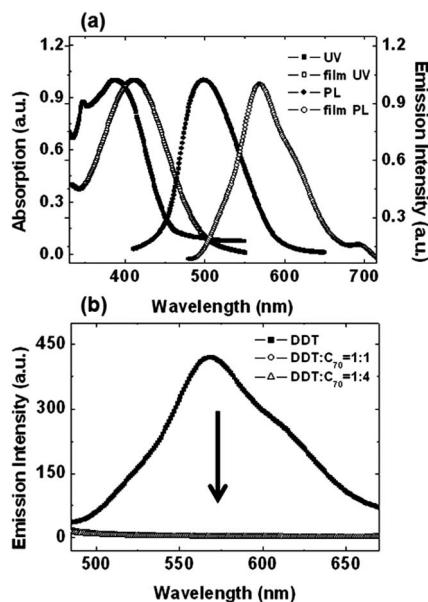 (a)
1.2
0.9
0.6
0.3
0.0
Absorption (a.u.)
UV
film UV
PL
film PL
1.0
0.8
0.6
0.3
Emission Intensity (a.u.)
400 500 600 700
Wavelength (nm)
(b)
450
300
150
0
Emission Intensity (a.u.)
DDT
DDT:C70=1:1
DDT:C70=1:4
500 550 600 650
Wavelength (nm)